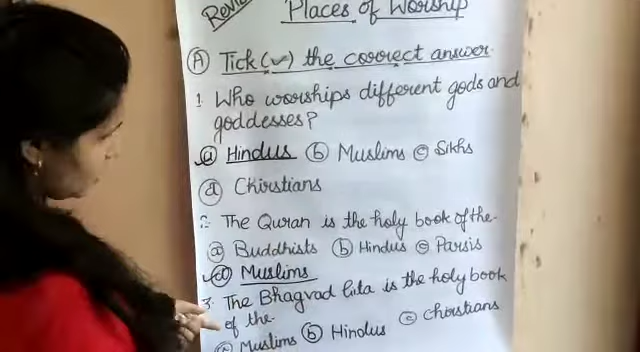 Places of Worship
A Tick (✓) the correct answer.
1. Who worships different gods and
goddesses?
✓ a Hindus b Muslims c Sikhs
d Chirstians
2. The Quran is the holy book of the-
a Buddhists b Hindus c Parsis
✓ d Muslims
3. The Bhagvad Gita is the holy book
of the-
a Muslims b Hindus c Chirstians